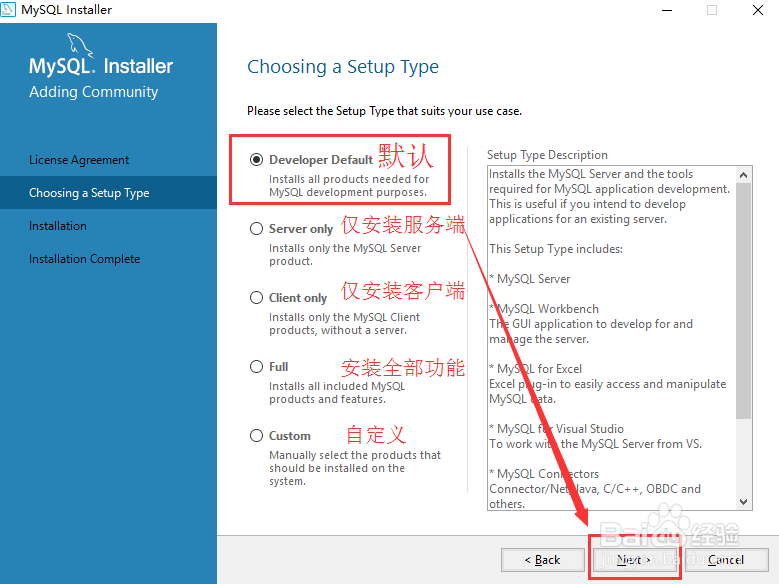 MySQL Installer
MySQL. Installer
Adding Community
License Agreement
Choosing a Setup Type
Installation
Installation Complete
Choosing a Setup Type
Please select the Setup Type that suits your use case.
Developer Default 默认
Installs all products needed for
MySQL development purposes.
Server only 仅安装服务端
Installs only the MySQL Server
product.
Client only 仅安装客户端
Installs only the MySQL Client
products, without a server.
Full 安装全部功能
Installs all included MySQL
products and features.
Custom 自定义
Manually select the products that
should be installed on the
system.
Setup Type Description
Installs the MySQL Server and the tools
required for MySQL application development.
This is useful if you intend to develop
applications for an existing server.
This Setup Type includes:
* MySQL Server
* MySQL Workbench
The GUI application to develop for and
manage the server.
* MySQL for Excel
Excel plug-in to easily access and manipulate
MySQL data.
* MySQL for Visual Studio
To work with the MySQL Server from VS.
* MySQL Connectors
Connector/Net, Java, C/C++, OBDC and
others.
Baidu 经验
jingyan.baidu.com
< Back
Next >
Cancel